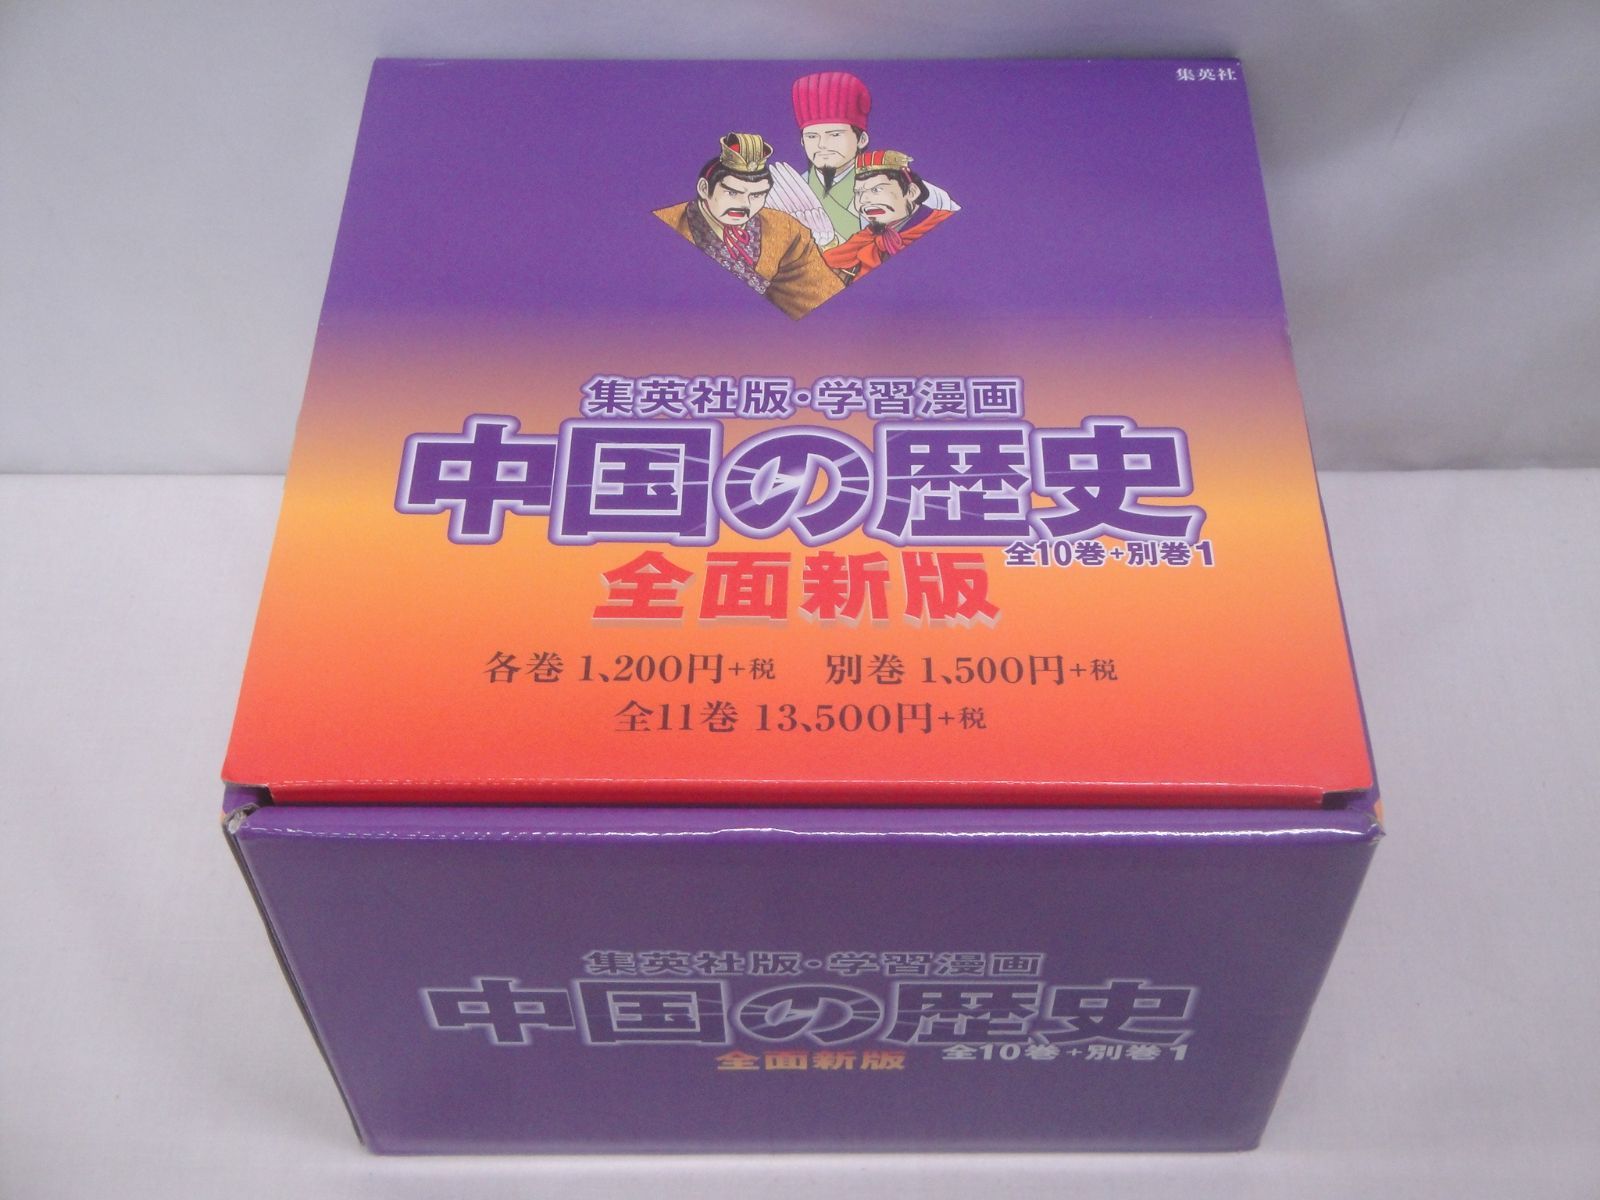 集英社
集英社版・学習漫画
中国の歴史
全10巻+別巻1
全面新版
各巻 1,200円+税 別巻 1,500円+税
全11巻 13,500円+税
集英社版・学習漫画
中国の歴史
全面新版 全10巻+別巻1